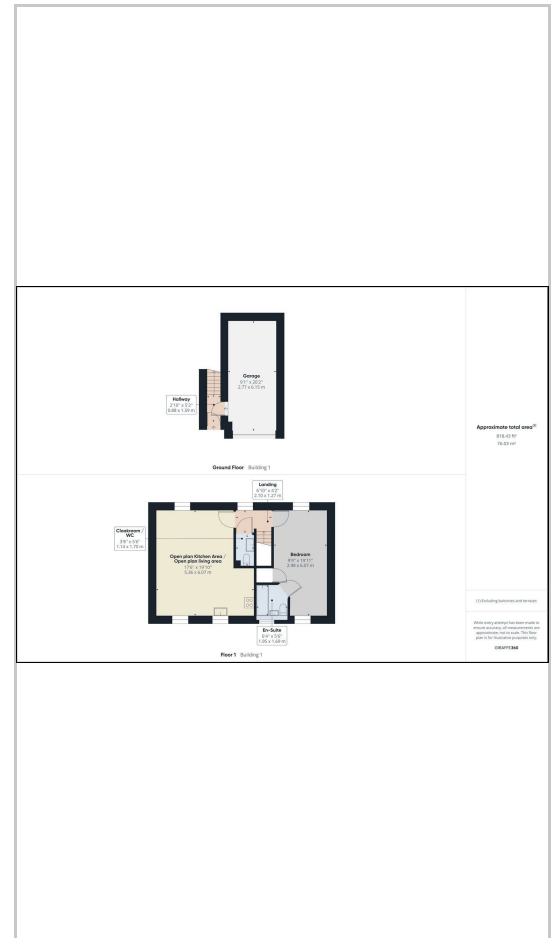 Garage
9'1" x 20'2"
2.77 x 6.15 m
Hallway
2'10" x 5'2"
0.88 x 1.59 m
Ground Floor Building 1
Landing
6'10" x 4'2"
2.10 x 1.27 m
Cloakroom /
WC
3'8" x 5'6"
1.14 x 1.70 m
Open plan Kitchen Area /
Open plan living area
17'6" x 19'10"
5.36 x 6.07 m
Bedroom
9'9" x 19'11"
2.98 x 6.07 m
En-Suite
6'4" x 5'6"
1.95 x 1.68 m
Floor 1 Building 1
Approximate total area(1)
818.43 ft²
76.03 m²
(1) Excluding balconies and terraces
While every attempt has been made to
ensure accuracy, all measurements are
approximate, not to scale. This floor
plan is for illustrative purposes only.
GIRAFFE360